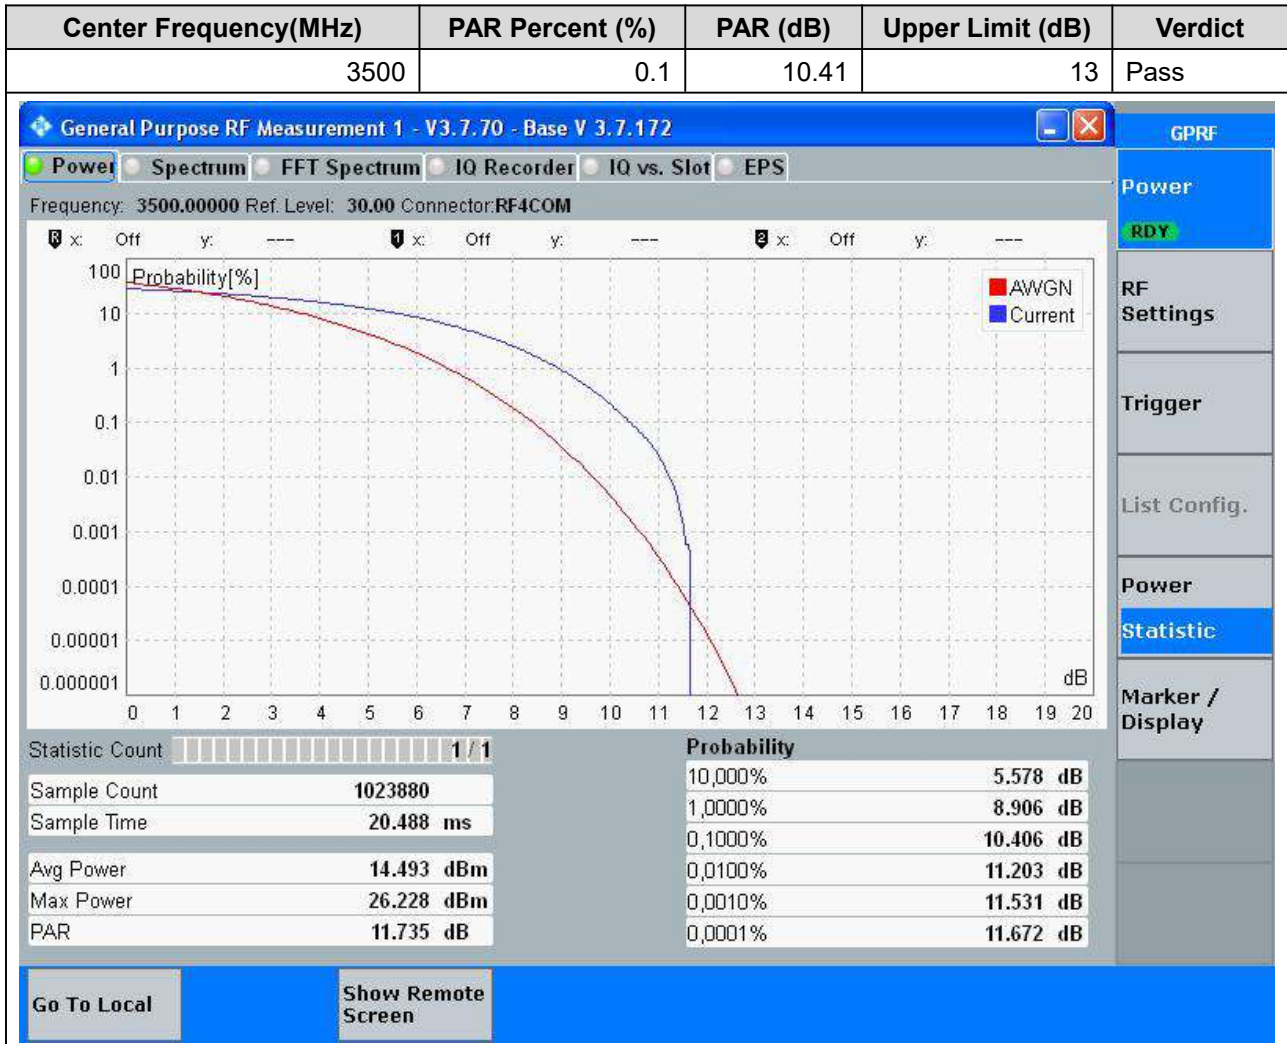 Center Frequency(MHz) PAR Percent (%) PAR (dB) Upper Limit (dB) Verdict
3500 0.1 10.41 13 Pass
General Purpose RF Measurement 1 - V3.7.70 - Base V 3.7.172
GPRF
Power Spectrum FFT Spectrum IQ Recorder IQ vs. Slot EPS
Frequency: 3500.00000 Ref. Level: 30.00 Connector:RF4COM
R x: Off y: --- 1 x: Off y: --- 2 x: Off y: ---
Probability[%]
100
10
1
0.1
0.01
0.001
0.0001
0.00001
0.000001
AWGN
Current
dB
0 1 2 3 4 5 6 7 8 9 10 11 12 13 14 15 16 17 18 19 20
Statistic Count 1 / 1
Sample Count 1023880
Sample Time 20.488 ms
Avg Power 14.493 dBm
Max Power 26.228 dBm
PAR 11.735 dB
Probability
10,000% 5.578 dB
1,0000% 8.906 dB
0,1000% 10.406 dB
0,0100% 11.203 dB
0,0010% 11.531 dB
0,0001% 11.672 dB
Power
RDY
RF
Settings
Trigger
List Config.
Power
Statistic
Marker /
Display
Go To Local
Show Remote
Screen